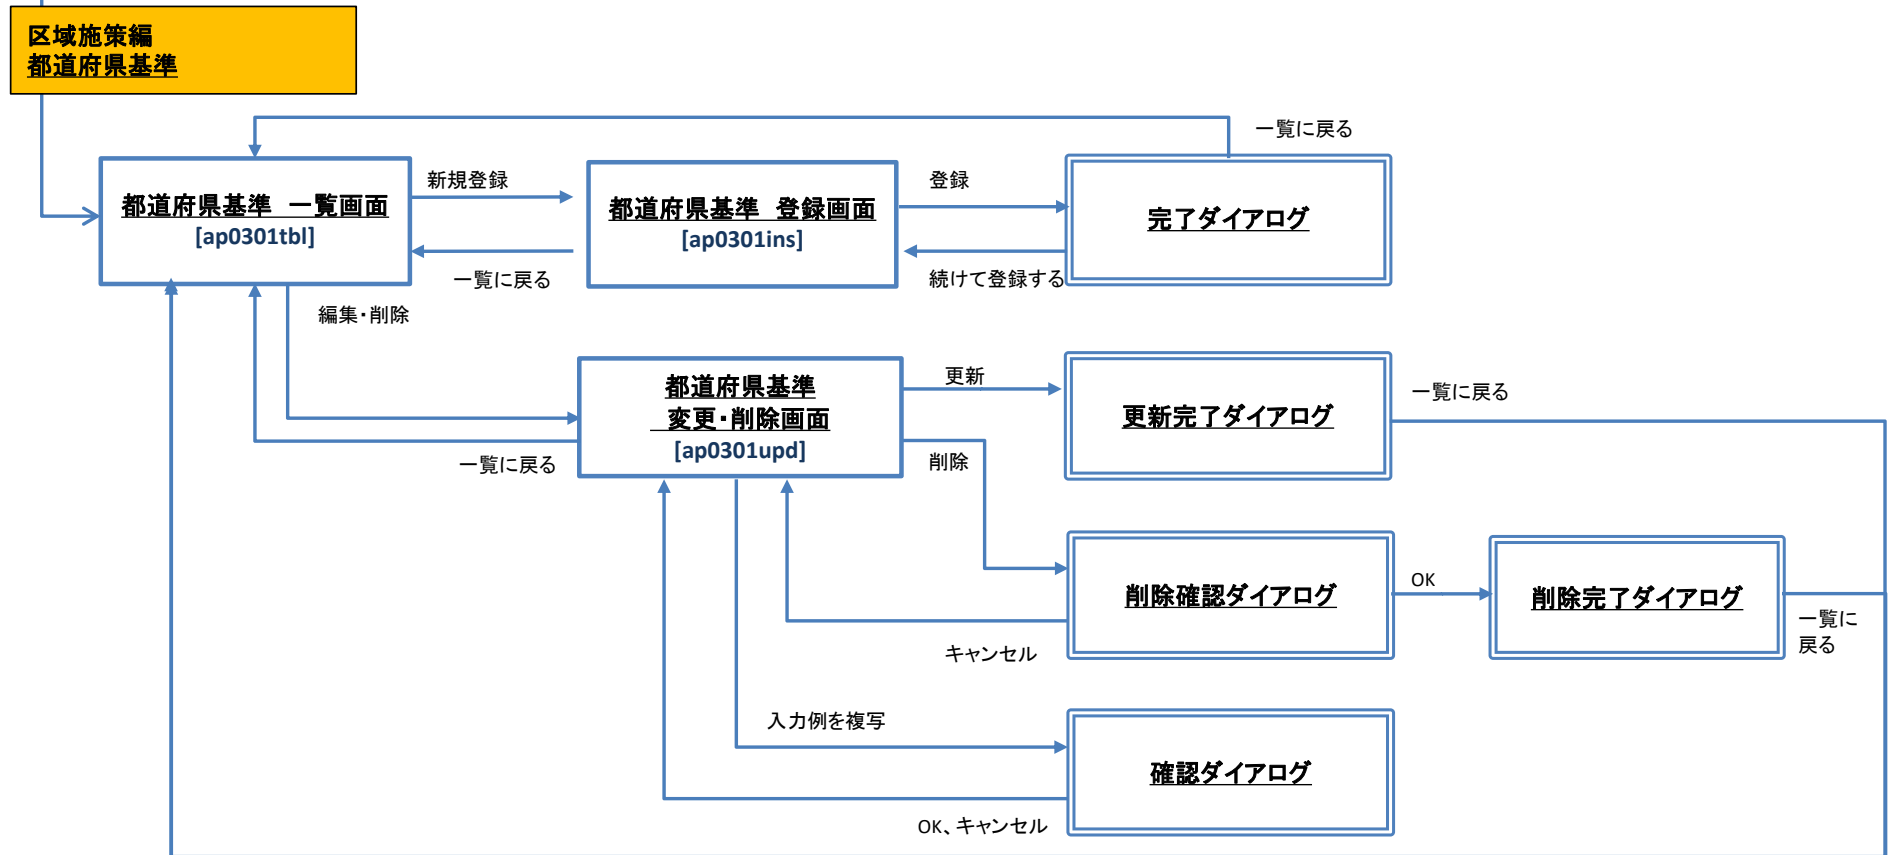 区域施策編
都道府県基準
一覧に戻る
都道府県基準　一覧画面
[ap0301tbl]
新規登録
一覧に戻る
都道府県基準　登録画面
[ap0301ins]
登録
続けて登録する
完了ダイアログ
編集・削除
一覧に戻る
都道府県基準
変更・削除画面
[ap0301upd]
更新
更新完了ダイアログ
一覧に戻る
削除
削除確認ダイアログ
キャンセル
OK
削除完了ダイアログ
一覧に
戻る
入力例を複写
確認ダイアログ
OK、キャンセル